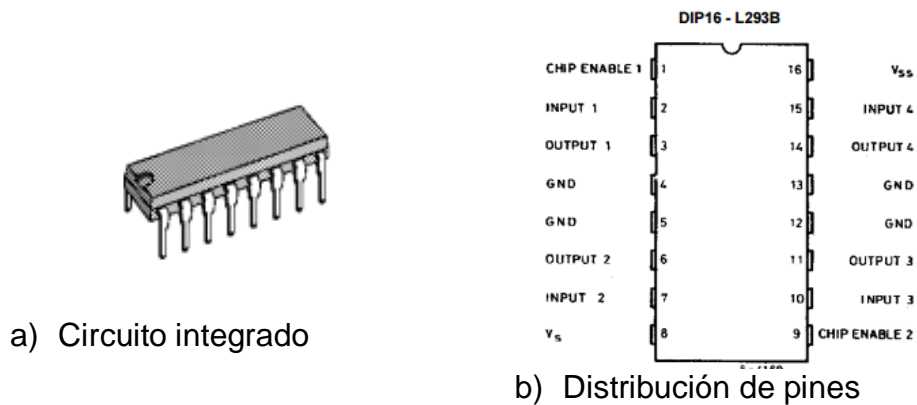 DIP16 - L293B
CHIP ENABLE 1 1 16 Vss
INPUT 1 2 15 INPUT 4
OUTPUT 1 3 14 OUTPUT 4
GND 4 13 GND
GND 5 12 GND
OUTPUT 2 6 11 OUTPUT 3
INPUT 2 7 10 INPUT 3
Vs 8 9 CHIP ENABLE 2
a) Circuito integrado
b) Distribución de pines